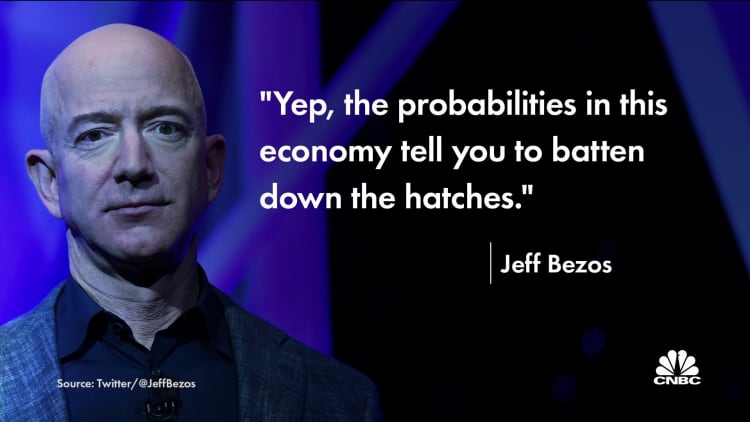 "Yep, the probabilities in this
economy tell you to batten
down the hatches."
Jeff Bezos
Source: Twitter/@JeffBezos
CNBC